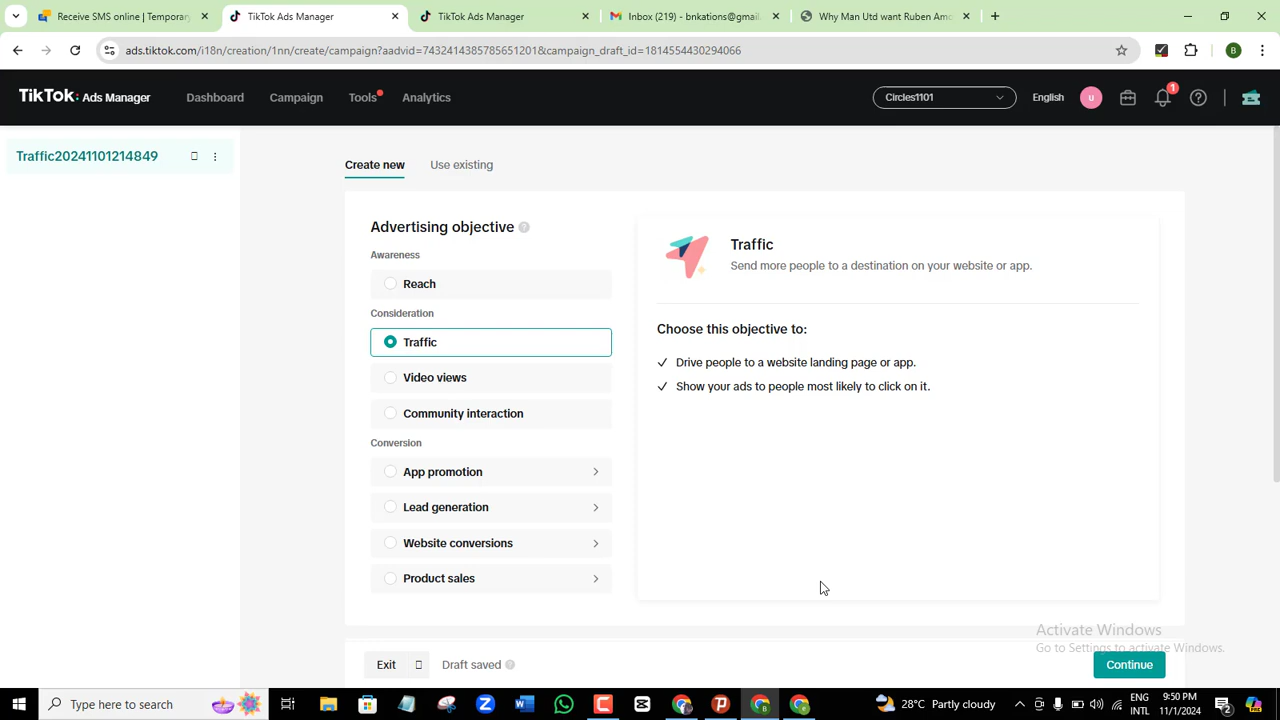 Receive SMS online | Temporar
TikTok Ads Manager
TikTok Ads Manager
Inbox (219) - bnkations@gmail.
Why Man Utd want Ruben Amo
ads.tiktok.com/i18n/creation/1nn/create/campaign?aadvid=7432414385785651201&campaign_draft_id=1814554430294066
B
TikTok: Ads Manager
Dashboard
Campaign
Tools
Analytics
Circles1101
English
u
1
Traffic20241101214849
Create new
Use existing
Advertising objective
Awareness
Reach
Consideration
Traffic
Video views
Community interaction
Conversion
App promotion
Lead generation
Website conversions
Product sales
Traffic
Send more people to a destination on your website or app.
Choose this objective to:
Drive people to a website landing page or app.
Show your ads to people most likely to click on it.
Activate Windows
Go to Settings to activate Windows.
Exit
Draft saved
Continue
Type here to search
28°C Partly cloudy
ENG
INTL
9:50 PM
11/1/2024
2